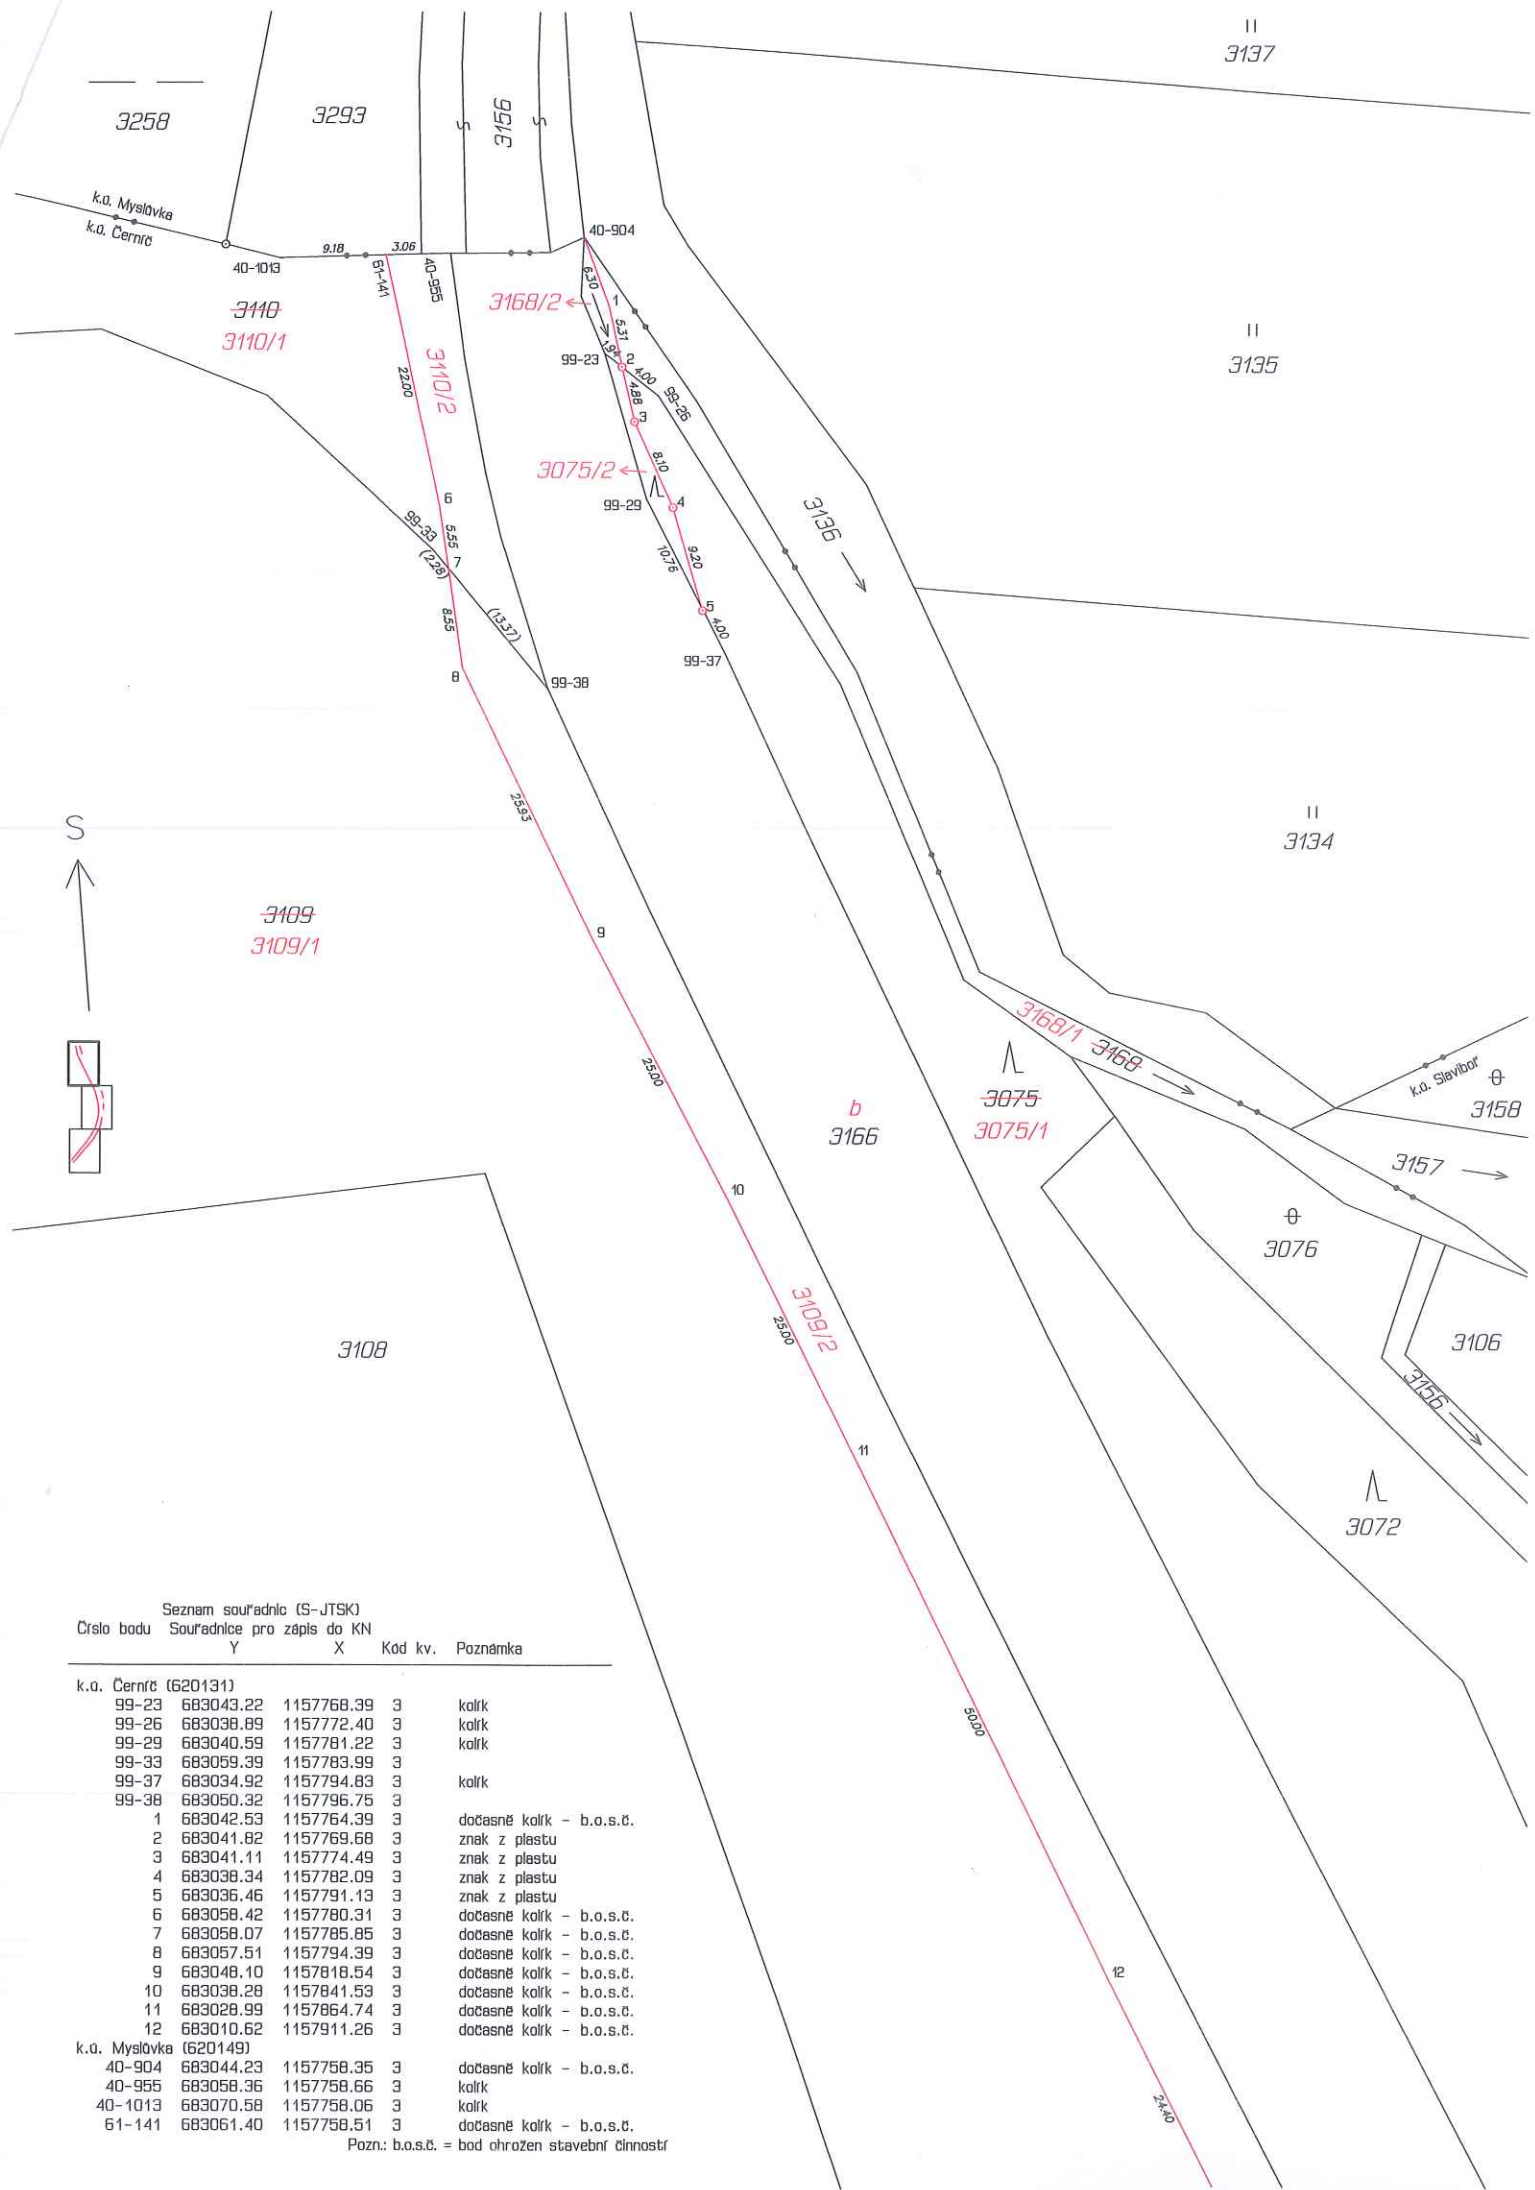 II
3137
3258
3293
3156
k.ú. Myslůvka
k.ú. Černíč
40-904
9.18
3.06
40-1013
61-141
40-955
6.30
3168/2
1
3110
3110/1
5.31
II
3135
99-23
2
4.00
99-26
22.00
3110/2
4.88
3
3075/2
8.10
99-29
4
6
3136
99-33
5.55
(2.28)
7
10.76
9.20
8.55
(13.37)
5
4.00
99-37
8
99-38
25.93
S
II
3134
3109
3109/1
9
3168/1
3168
25.00
k.ú. Slavíboř
3158
b
3166
3075
3075/1
3157
10
3076
3109/2
25.00
3108
3106
3156
11
3072
50.00
12
24.40
Seznam souřadnic (S-JTSK)
Číslo bodu Souřadnice pro zápis do KN
Y X Kód kv. Poznámka
k.ú. Černíč (620131)
99-23 683043.22 1157768.39 3 kolík
99-26 683038.89 1157772.40 3 kolík
99-29 683040.59 1157781.22 3 kolík
99-33 683059.39 1157783.99 3
99-37 683034.92 1157794.83 3 kolík
99-38 683050.32 1157796.75 3
1 683042.53 1157764.39 3 dočasně kolík - b.o.s.č.
2 683041.82 1157769.68 3 znak z plastu
3 683041.11 1157774.49 3 znak z plastu
4 683038.34 1157782.09 3 znak z plastu
5 683036.46 1157791.13 3 znak z plastu
6 683058.42 1157780.31 3 dočasně kolík - b.o.s.č.
7 683058.07 1157785.85 3 dočasně kolík - b.o.s.č.
8 683057.51 1157794.39 3 dočasně kolík - b.o.s.č.
9 683048.10 1157818.54 3 dočasně kolík - b.o.s.č.
10 683038.28 1157841.53 3 dočasně kolík - b.o.s.č.
11 683028.99 1157864.74 3 dočasně kolík - b.o.s.č.
12 683010.62 1157911.26 3 dočasně kolík - b.o.s.č.
k.ú. Myslůvka (620149)
40-904 683044.23 1157758.35 3 dočasně kolík - b.o.s.č.
40-955 683058.36 1157758.66 3 kolík
40-1013 683070.58 1157758.06 3 kolík
61-141 683061.40 1157758.51 3 dočasně kolík - b.o.s.č.
Pozn.: b.o.s.č. = bod ohrožen stavební činností